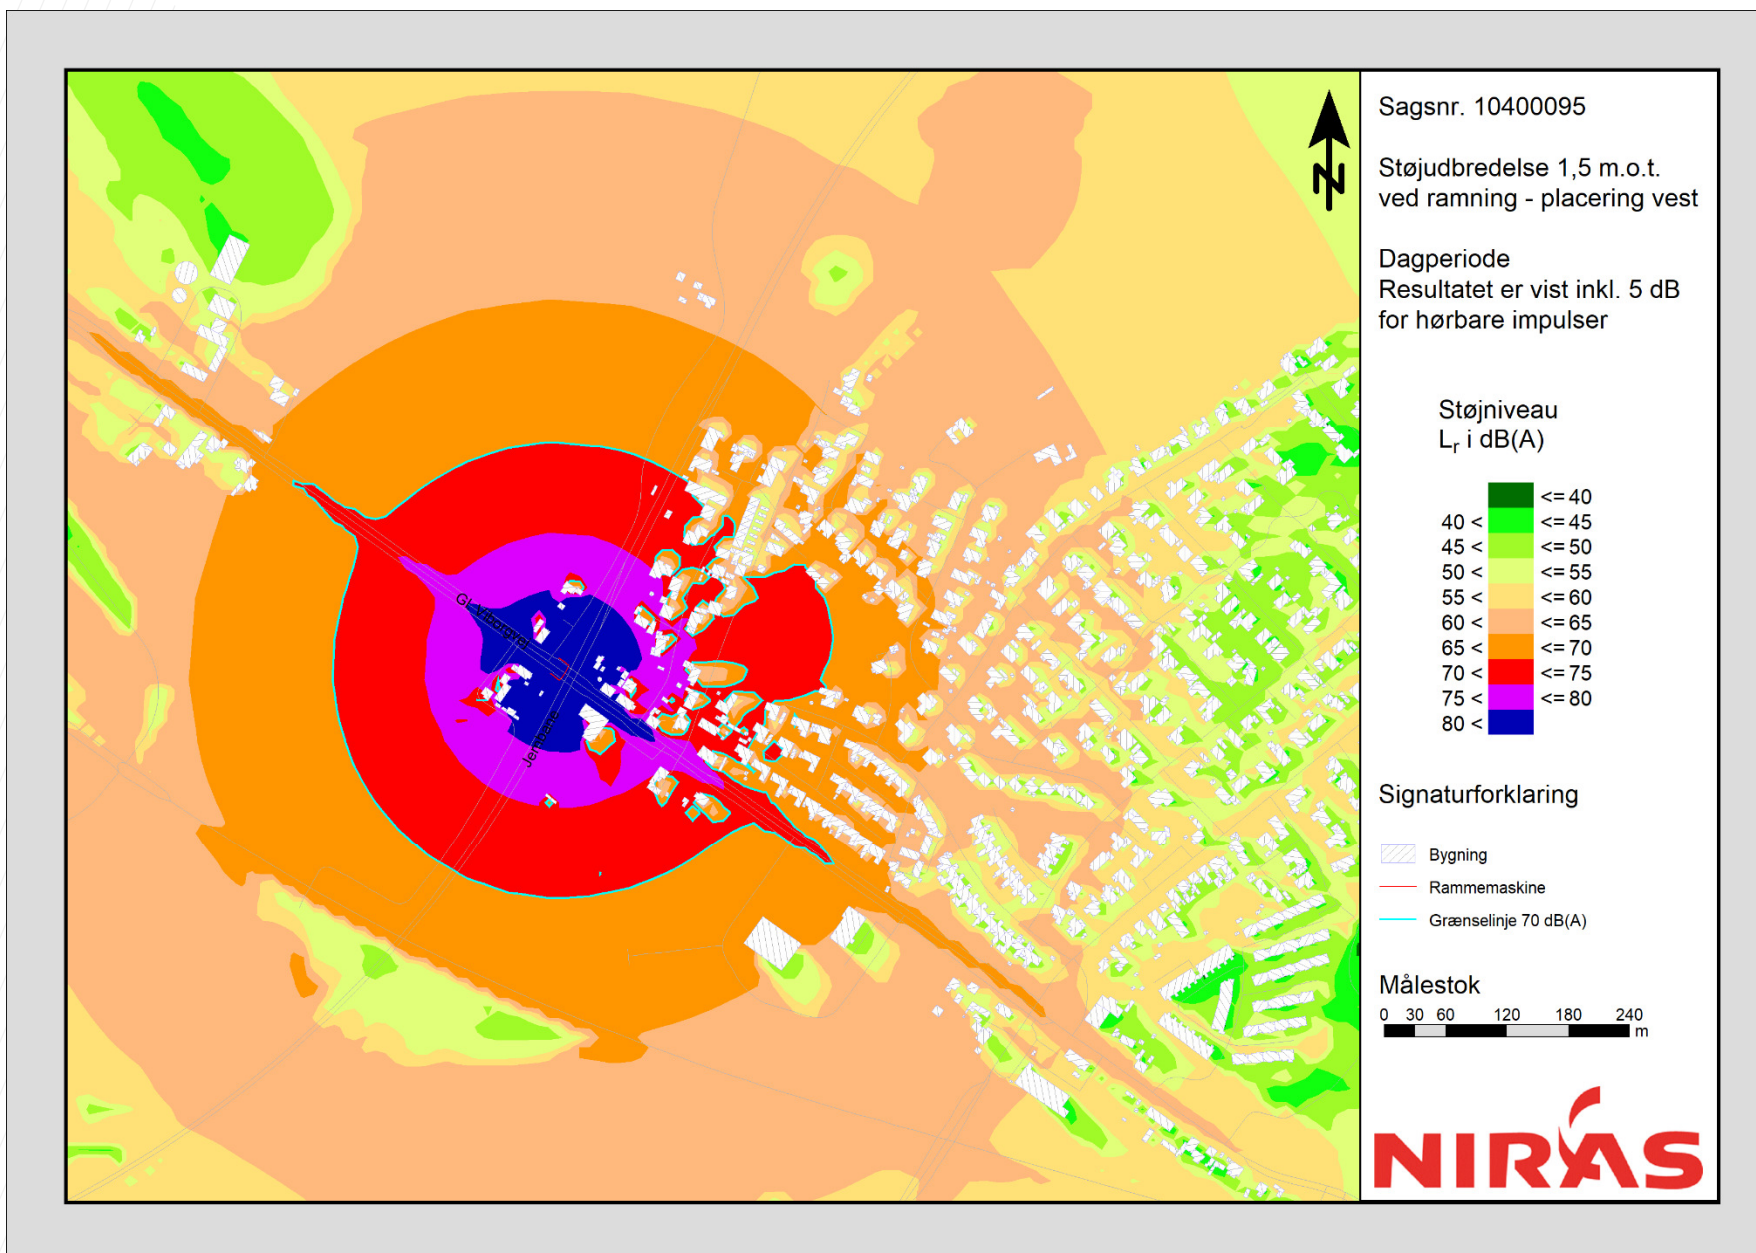 Sagsnr. 10400095
Støjudbredelse 1,5 m.o.t.
ved ramning - placering vest
Dagperiode
Resultatet er vist inkl. 5 dB
for hørbare impulser
Støjniveau
Lr i dB(A)
<= 40
40 < <= 45
45 < <= 50
50 < <= 55
55 < <= 60
60 < <= 65
65 < <= 70
70 < <= 75
75 < <= 80
80 <
Signaturforklaring
Bygning
Rammemaskine
Grænselinje 70 dB(A)
Målestok
0 30 60 120 180 240
m
NIRAS
N
Gl. Viborgvej